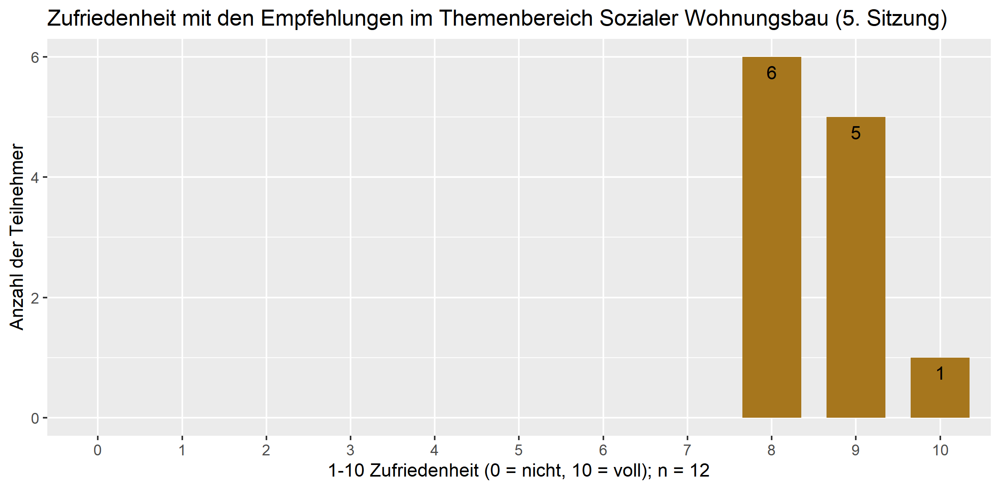 Zufriedenheit mit den Empfehlungen im Themenbereich Sozialer Wohnungsbau (5. Sitzung)
Anzahl der Teilnehmer
6
4
2
0
6
5
1
0 1 2 3 4 5 6 7 8 9 10
1-10 Zufriedenheit (0 = nicht, 10 = voll); n = 12